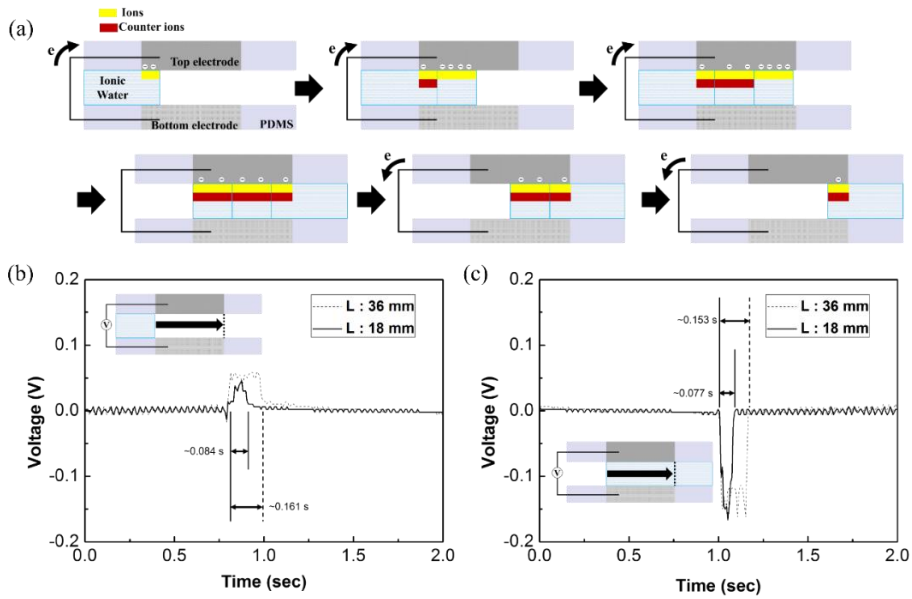 (a)
Ions
Counter ions
e
Top electrode
Ionic
Water
Bottom electrode
PDMS
e
e
e
e
(b)
0.2
0.1
0.0
-0.1
-0.2
Voltage (V)
V
L : 36 mm
L : 18 mm
~0.084 s
~0.161 s
0.0
0.5
1.0
1.5
2.0
Time (sec)
(c)
0.2
0.1
0.0
-0.1
-0.2
Voltage (V)
L : 36 mm
L : 18 mm
~0.153 s
~0.077 s
V
0.0
0.5
1.0
1.5
2.0
Time (sec)